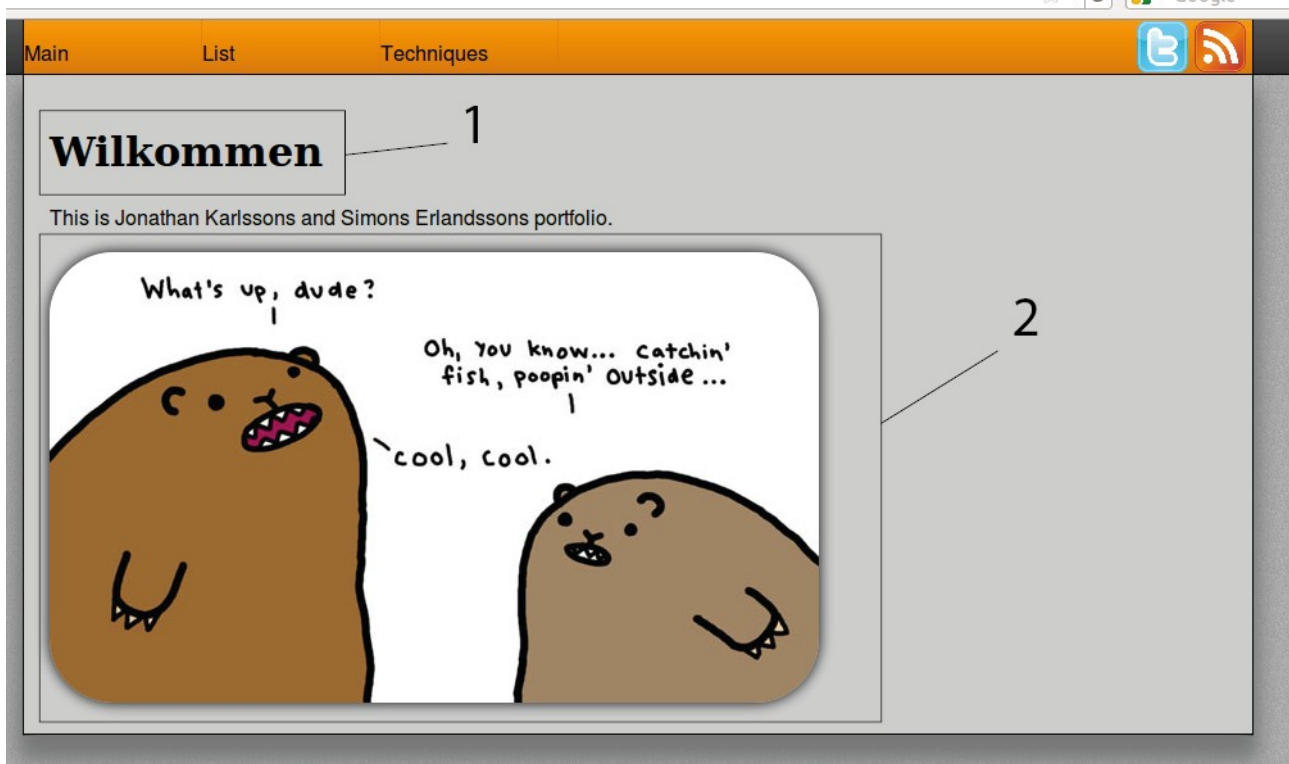 Google
Main List Techniques
1
Wilkommen
This is Jonathan Karlssons and Simons Erlandssons portfolio.
What's up, dude?
2
Oh, You know... catchin'
fish, poopin' outside...
cool, cool.